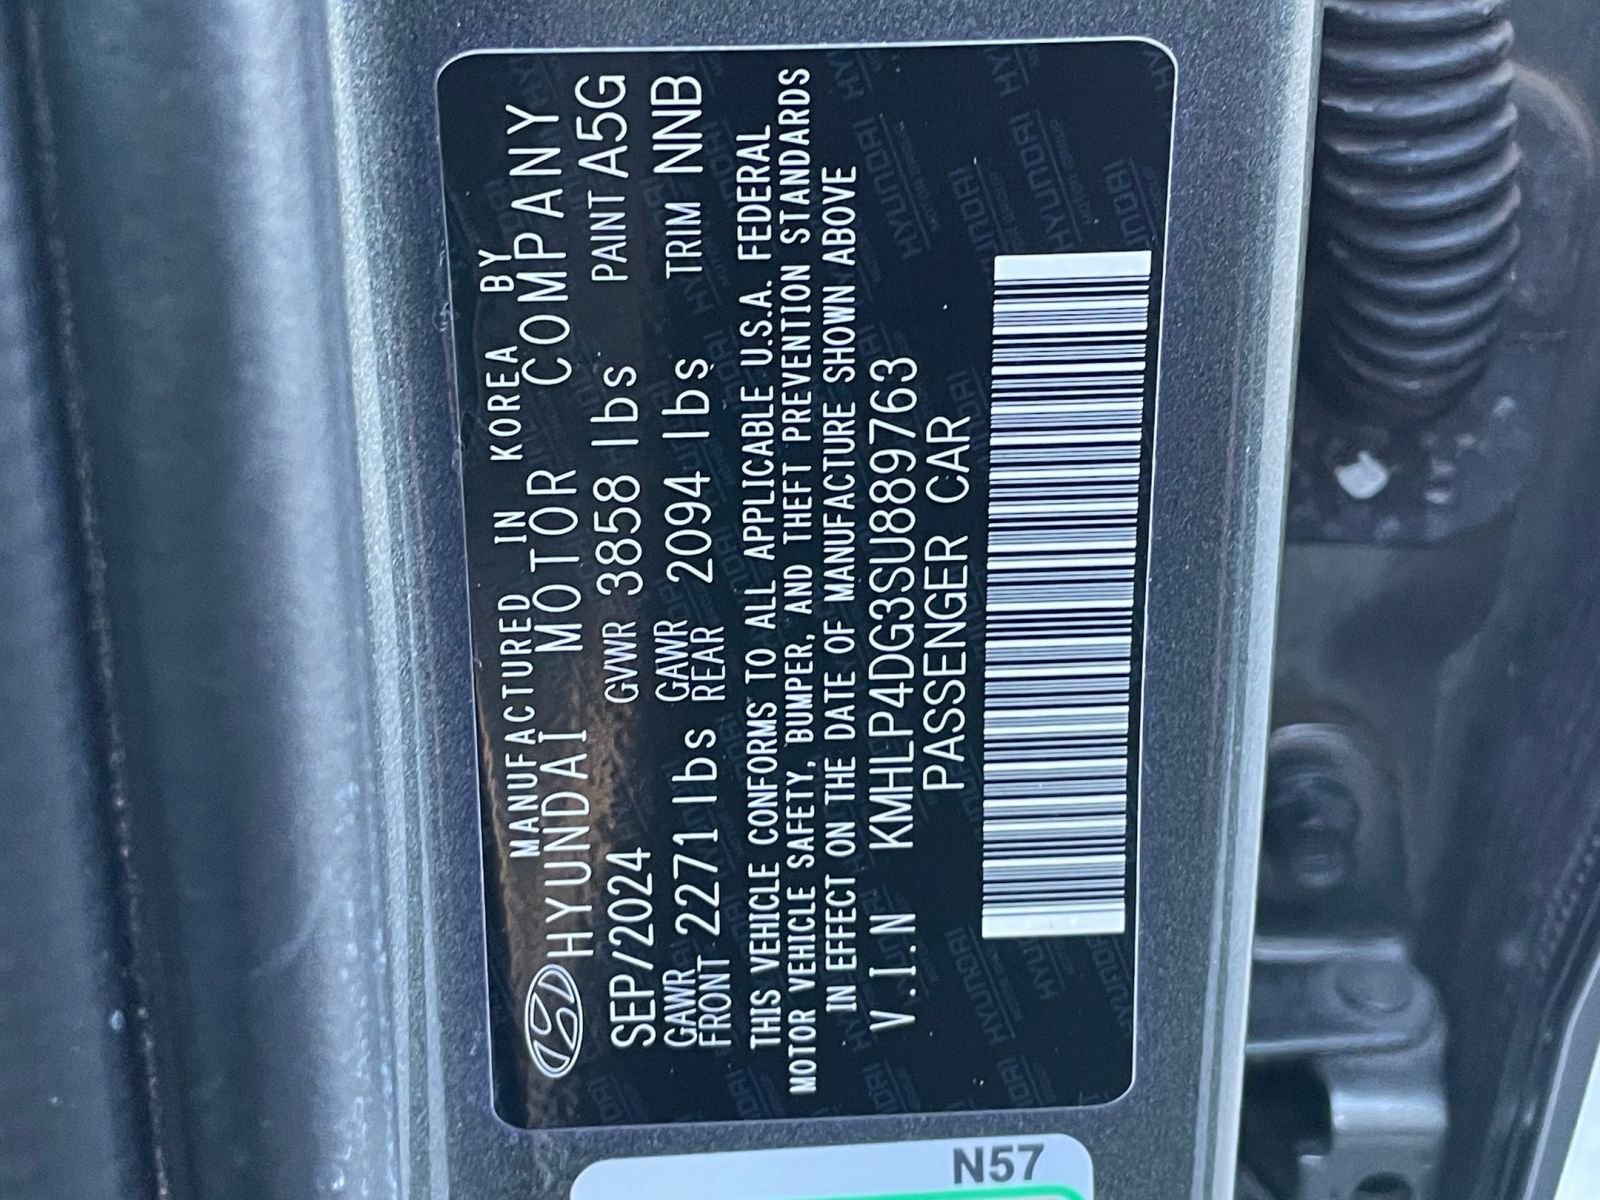 MANUFACTURED IN KOREA BY
HYUNDAI MOTOR COMPANY
SEP/2024 GVWR 3858 lbs PAINT A5G
GAWR FRONT 2271 lbs GAWR REAR 2094 lbs TRIM NNB
THIS VEHICLE CONFORMS TO ALL APPLICABLE U.S.A. FEDERAL
MOTOR VEHICLE SAFETY, BUMPER, AND THEFT PREVENTION STANDARDS
IN EFFECT ON THE DATE OF MANUFACTURE SHOWN ABOVE
V.I.N KMHLP4DG3SU889763
PASSENGER CAR
N57